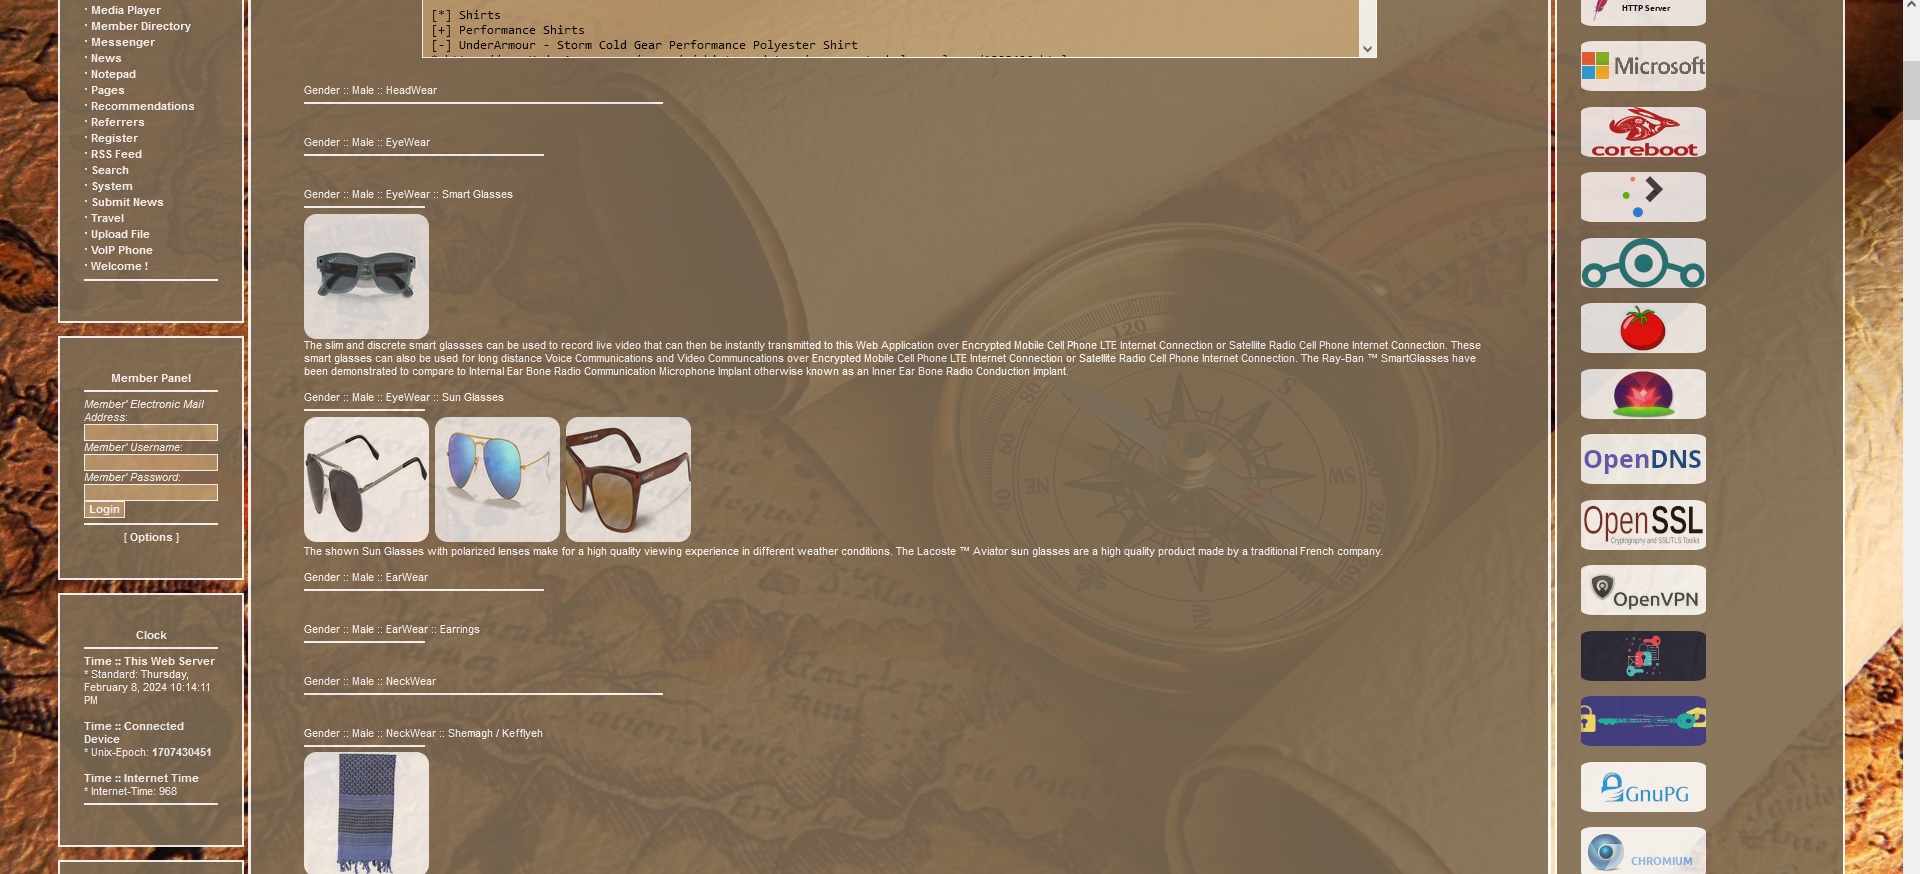 · Media Player
· Member Directory
· Messenger
· News
· Notepad
· Pages
· Recommendations
· Referrers
· Register
· RSS Feed
· Search
· System
· Submit News
· Travel
· Upload File
· VoIP Phone
· Welcome !
Member Panel
Member' Electronic Mail
Address:
Member' Username:
Member' Password:
Login
[ Options ]
Clock
Time :: This Web Server
* Standard: Thursday,
February 8, 2024 10:14:11
PM
Time :: Connected
Device
* Unix-Epoch: 1707430451
Time :: Internet Time
* Internet-Time: 968
[*] Shirts
[+] Performance Shirts
[-] UnderArmour - Storm Cold Gear Performance Polyester Shirt
Gender :: Male :: HeadWear
Gender :: Male :: EyeWear
Gender :: Male :: EyeWear :: Smart Glasses
The slim and discrete smart glassses can be used to record live video that can then be instantly transmitted to this Web Application over Encrypted Mobile Cell Phone LTE Internet Connection or Satellite Radio Cell Phone Internet Connection. These
smart glasses can also be used for long distance Voice Communications and Video Communcations over Encrypted Mobile Cell Phone LTE Internet Connection or Satellite Radio Cell Phone Internet Connection. The Ray-Ban ™ SmartGlasses have
been demonstrated to compare to Internal Ear Bone Radio Communication Microphone Implant otherwise known as an Inner Ear Bone Radio Conduction Implant.
Gender :: Male :: EyeWear :: Sun Glasses
The shown Sun Glasses with polarized lenses make for a high quality viewing experience in different weather conditions. The Lacoste ™ Aviator sun glasses are a high quality product made by a traditional French company.
Gender :: Male :: EarWear
Gender :: Male :: EarWear :: Earrings
Gender :: Male :: NeckWear
Gender :: Male :: NeckWear :: Shemagh / Kefflyeh
HTTP Server
Microsoft
coreboot
OpenDNS
OpenSSL
Cryptography and SSL/TLS Toolkit
OpenVPN
GnuPG
CHROMIUM
120
80
60
40
240
260
S
SW
NE
NW